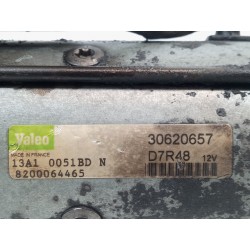 Valeo
30620657
MADE IN FRANCE
D7R48 12V
13A1 0051BD N
8200064465